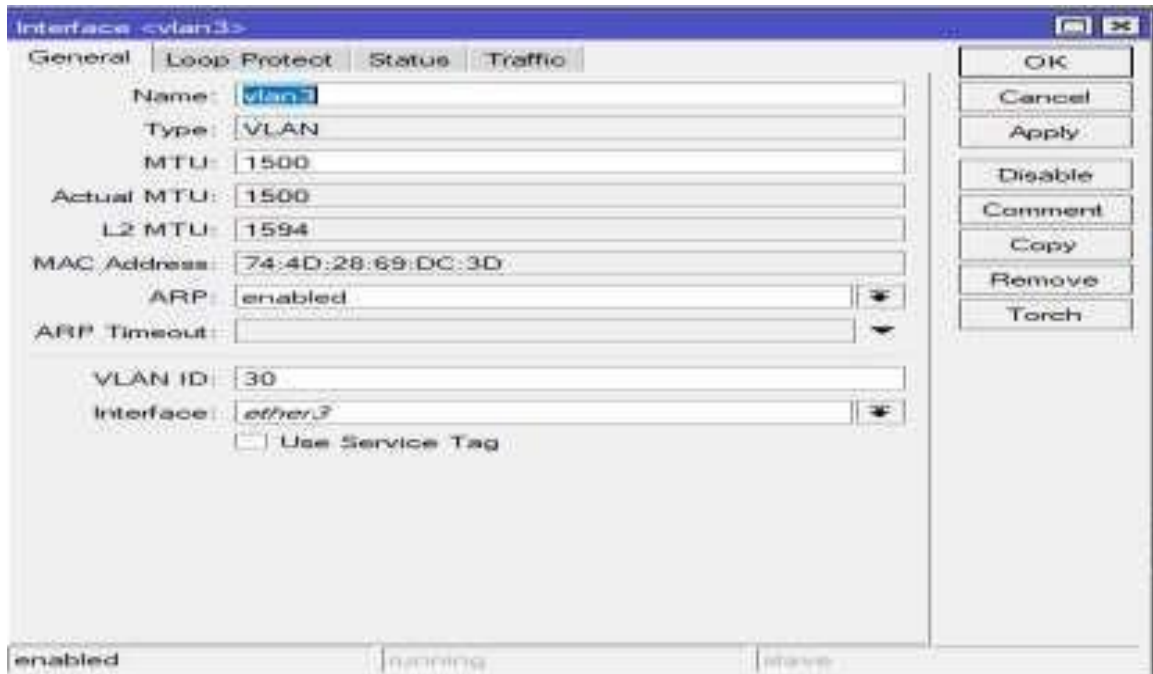 Interface <vlan3>
General Loop Protect Status Traffic
OK
Name: vlan3
Cancel
Type: VLAN
Apply
MTU: 1500
Disable
Actual MTU: 1500
Comment
L2 MTU: 1594
Copy
MAC Address: 74:4D:28:69:DC:3D
Remove
ARP: enabled
Torch
ARP Timeout:
VLAN ID: 30
Interface: ether3
Use Service Tag
enabled running slave